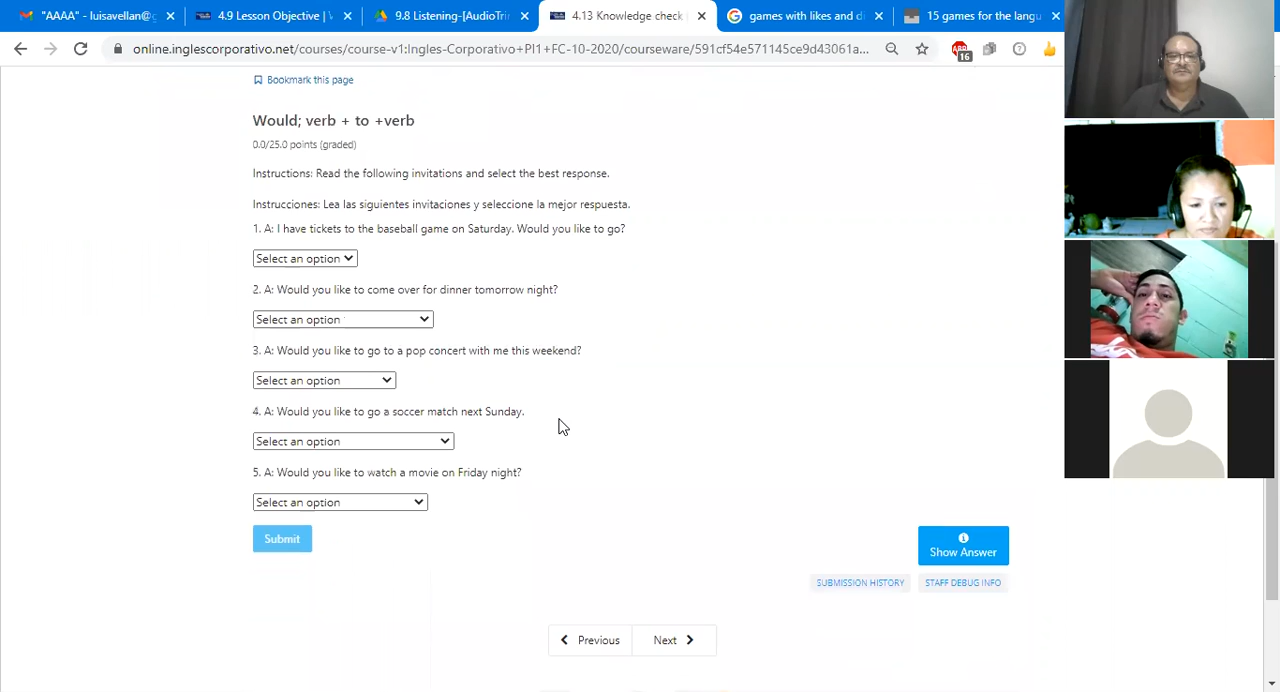 "AAAA" - luisavellan@g
4.9 Lesson Objective | V
9.8 Listening-[AudioTrin
4.13 Knowledge check
games with likes and di
15 games for the langu
online.inglescorporativo.net/courses/course-v1:Ingles-Corporativo+PI1+FC-10-2020/courseware/591cf54e571145ce9d43061a...
ABP
16
Bookmark this page
Would; verb + to +verb
0.0/25.0 points (graded)
Instructions: Read the following invitations and select the best response.
Instrucciones: Lea las siguientes invitaciones y seleccione la mejor respuesta.
1. A: I have tickets to the baseball game on Saturday. Would you like to go?
Select an option
2. A: Would you like to come over for dinner tomorrow night?
Select an option
3. A: Would you like to go to a pop concert with me this weekend?
Select an option
4. A: Would you like to go a soccer match next Sunday.
Select an option
5. A: Would you like to watch a movie on Friday night?
Select an option
Submit
Show Answer
SUBMISSION HISTORY
STAFF DEBUG INFO
Previous
Next